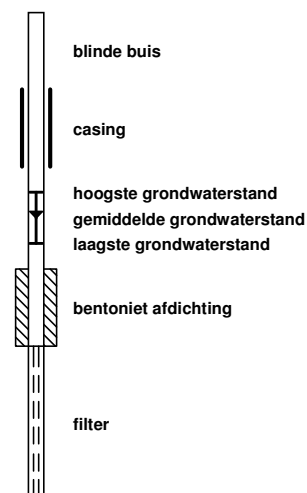 blinde buis
casing
hoogste grondwaterstand
gemiddelde grondwaterstand
laagste grondwaterstand
bentoniet afdichting
filter